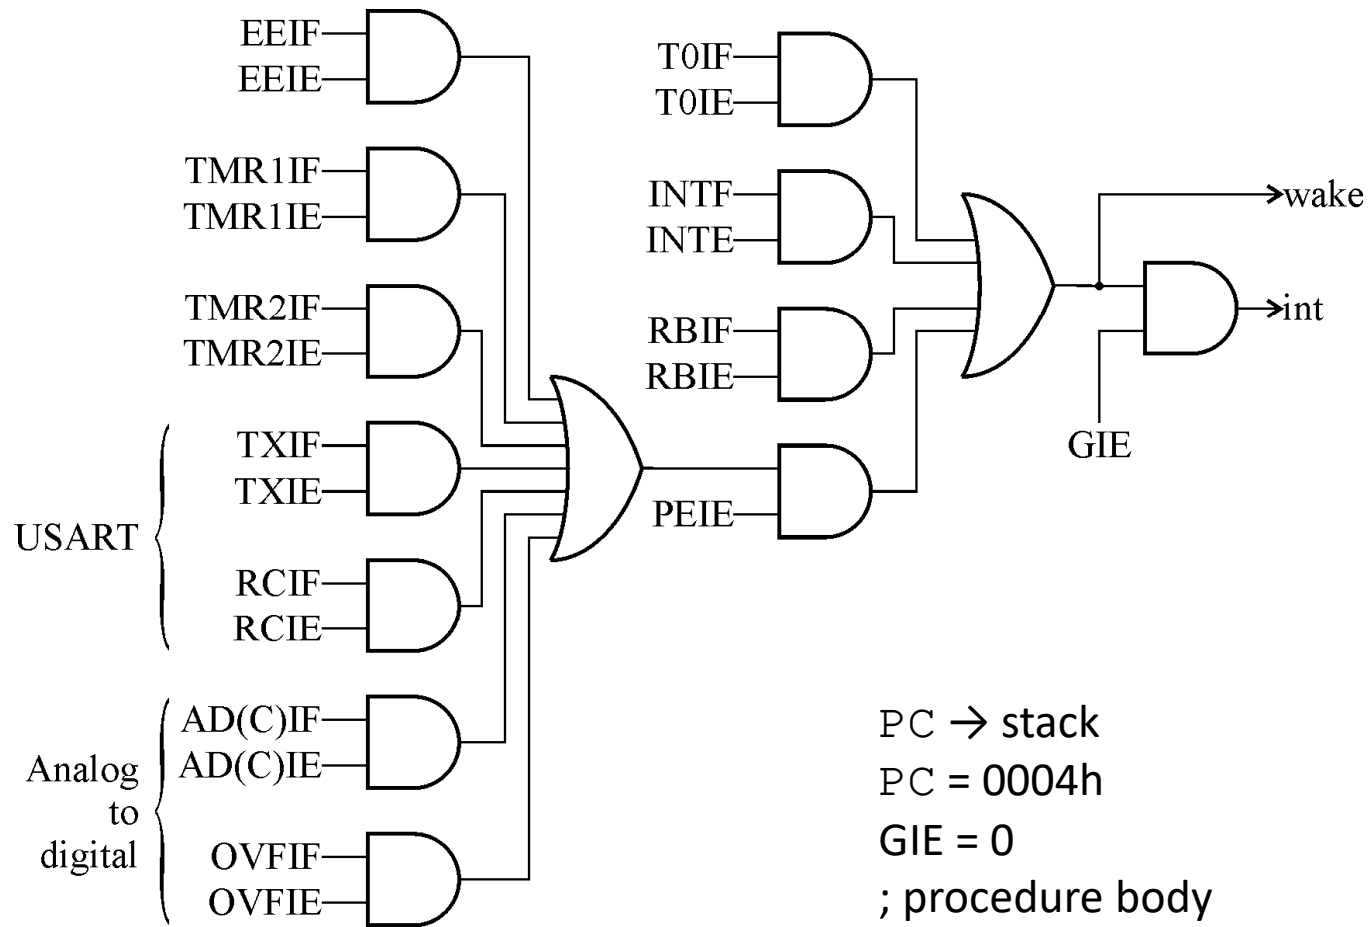 EEIF
EEIE
TMR1IF
TMR1IE
TMR2IF
TMR2IE
USART
TXIF
TXIE
RCIF
RCIE
Analog
to
digital
AD(C)IF
AD(C)IE
OVFIF
OVFIE
T0IF
T0IE
INTF
INTE
RBIF
RBIE
PEIE
GIE
wake
int
PC → stack
PC = 0004h
GIE = 0
; procedure body